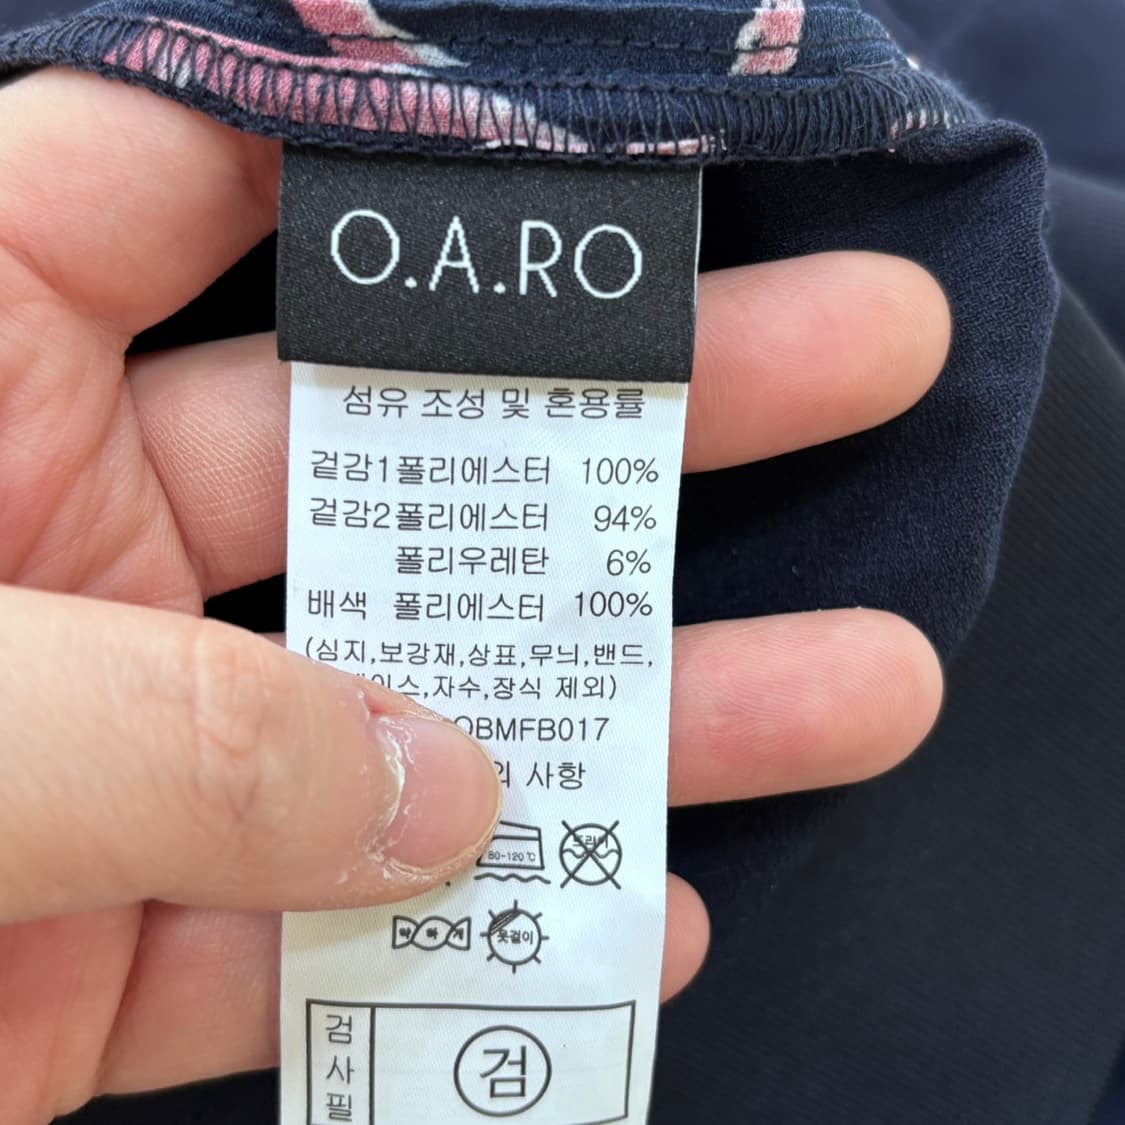 O.A.RO
섬유 조성 및 혼용률
겉감1폴리에스터 100%
겉감2폴리에스터 94%
폴리우레탄 6%
배색 폴리에스터 100%
(심지,보강재,상표,무늬,밴드,
자수,장식 제외)
사항
80-120℃
드라이
약하게
옷걸이
검사필
검